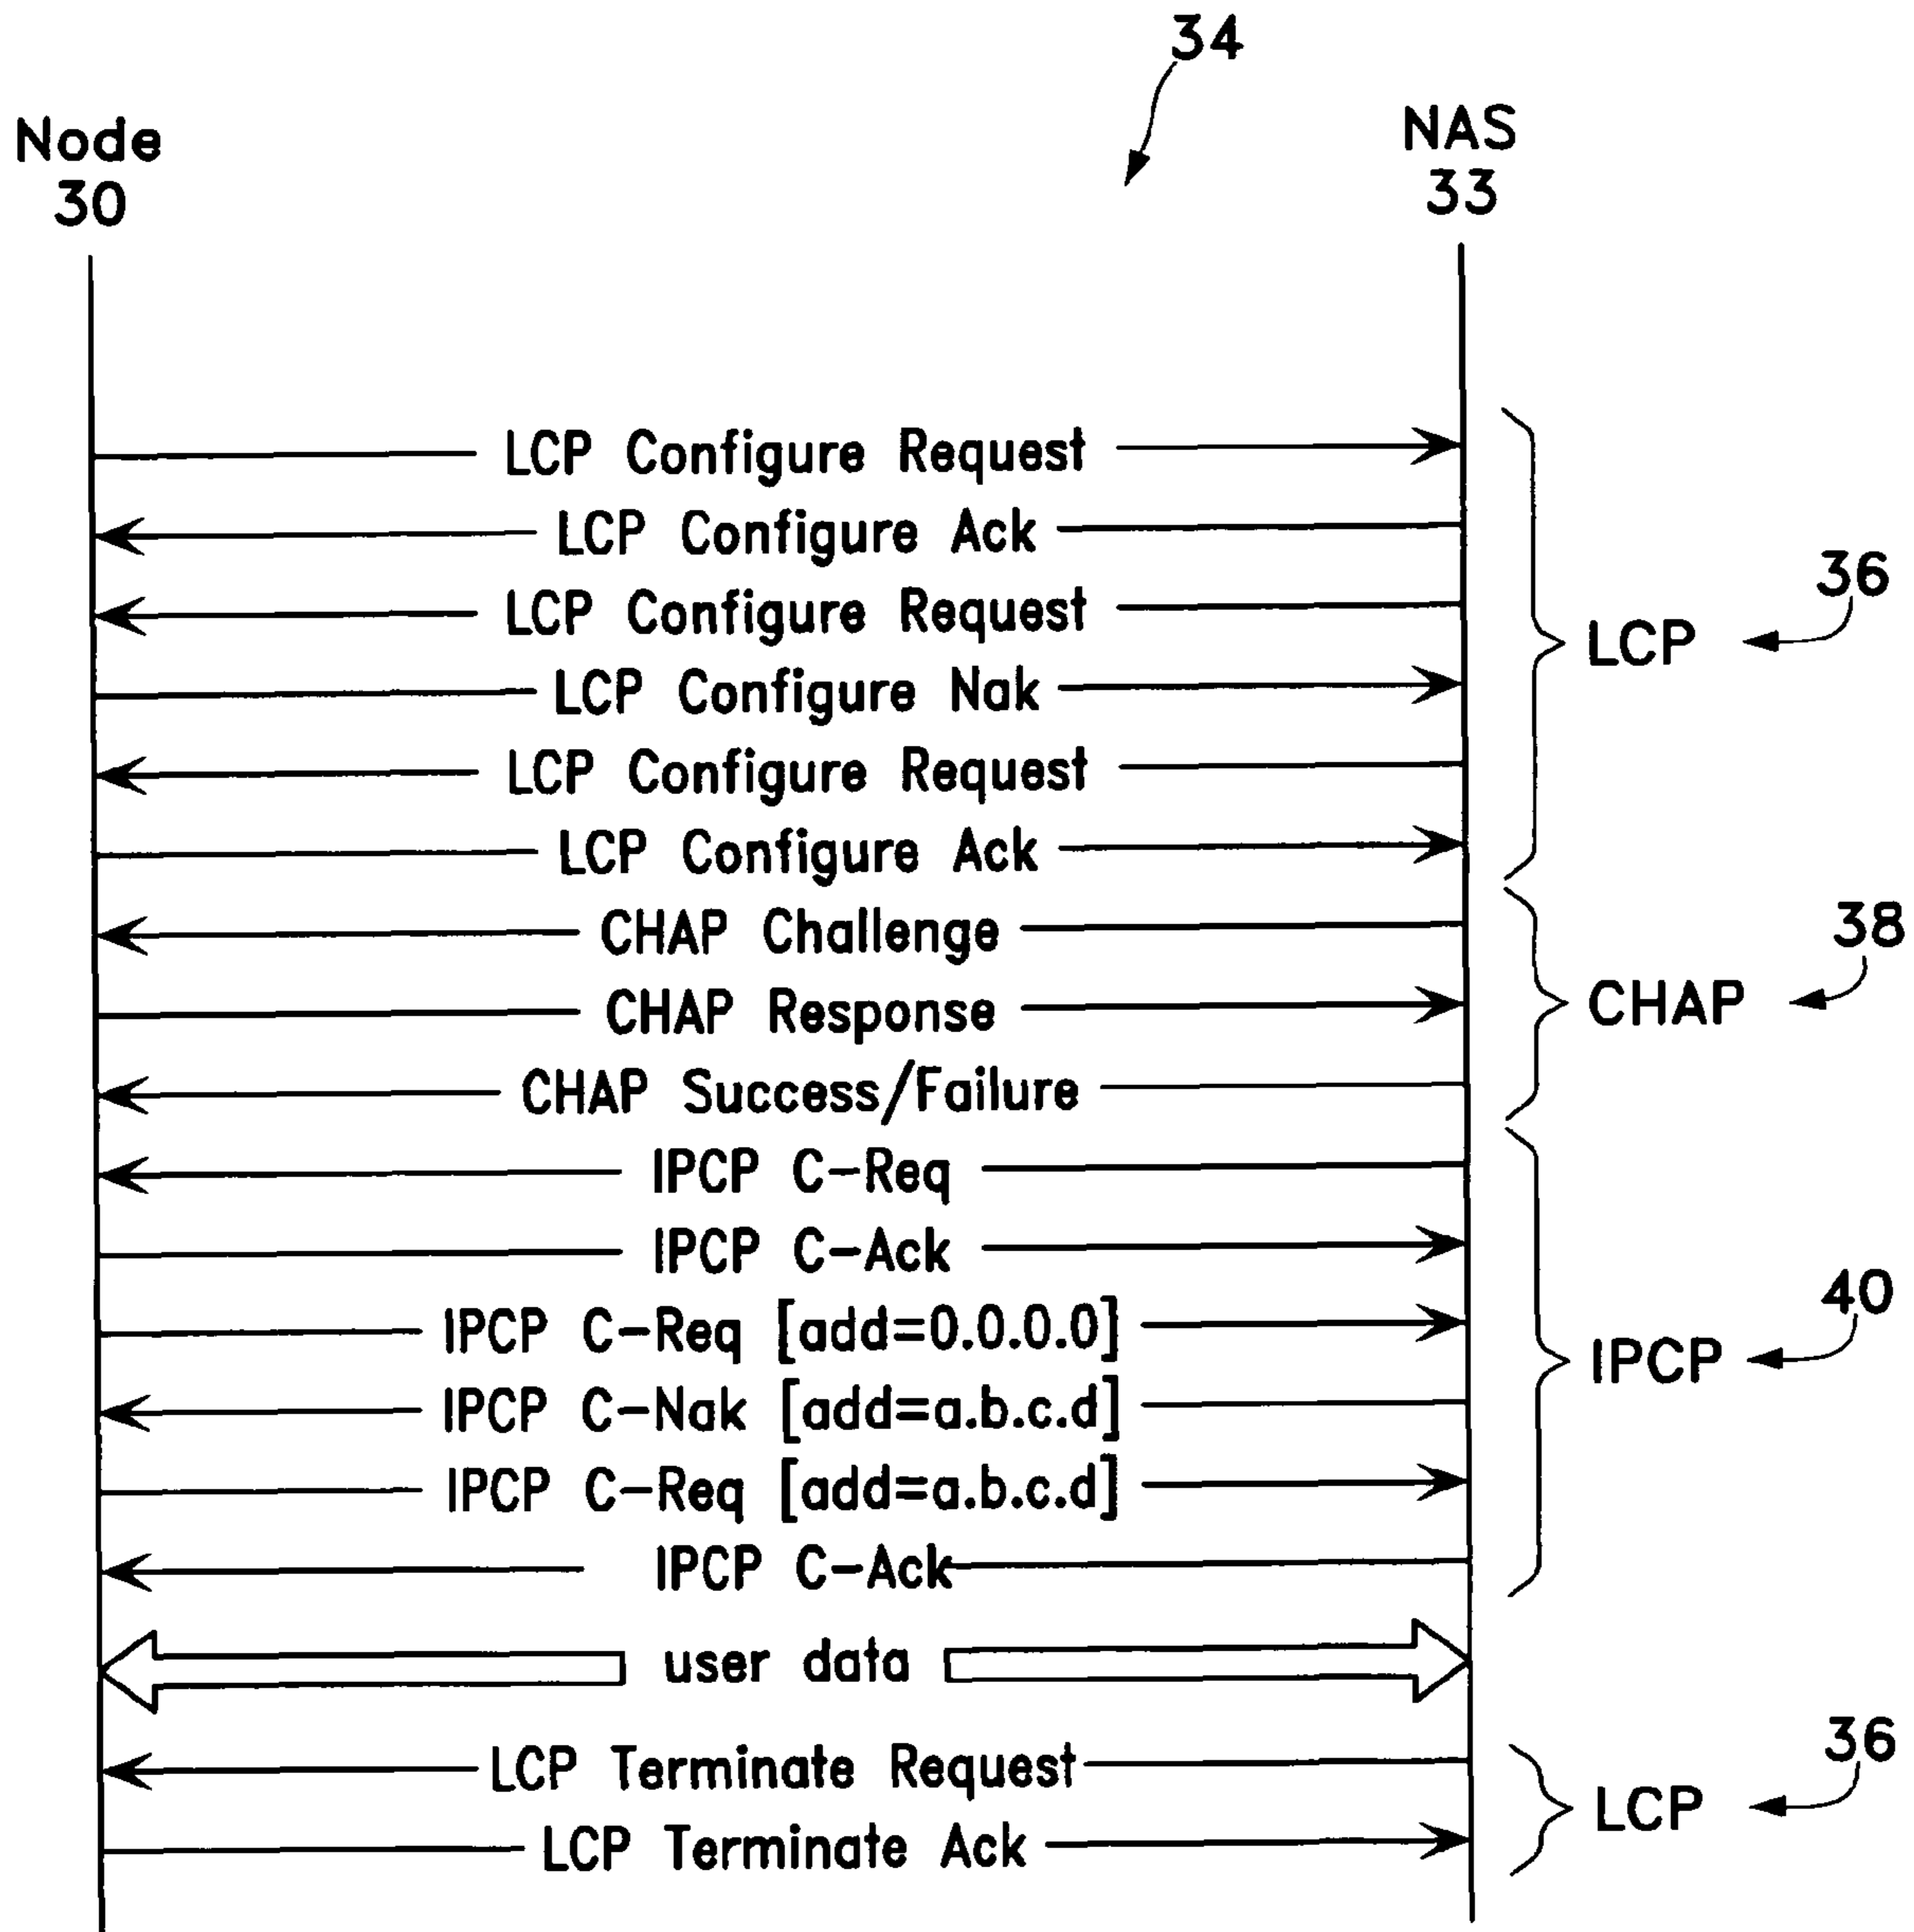 34
Node
30
NAS
33
LCP Configure Request
LCP Configure Ack
LCP Configure Request
LCP Configure Nak
LCP Configure Request
LCP Configure Ack
LCP
36
CHAP Challenge
CHAP Response
CHAP Success/Failure
CHAP
38
IPCP C-Req
IPCP C-Ack
IPCP C-Req [add=0.0.0.0]
IPCP C-Nak [add=a.b.c.d]
IPCP C-Req [add=a.b.c.d]
IPCP C-Ack
IPCP
40
user data
LCP Terminate Request
LCP Terminate Ack
LCP
36